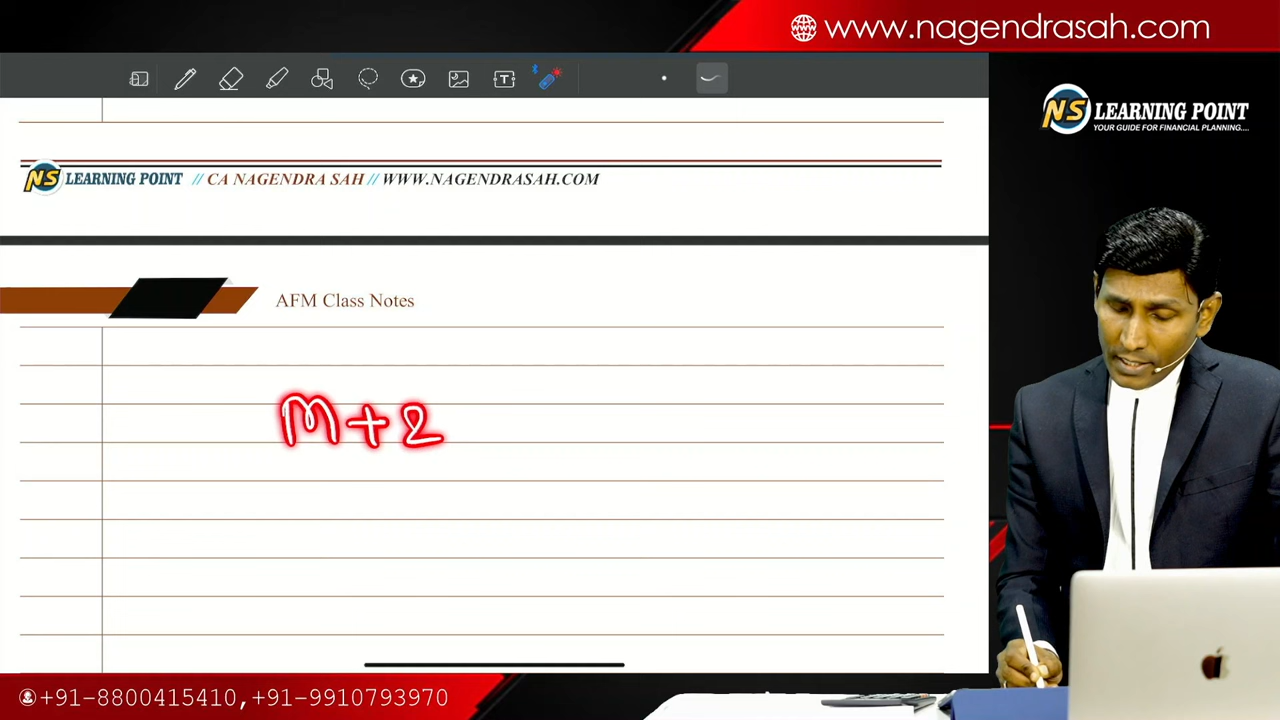 www.nagendrasah.com
NS LEARNING POINT
YOUR GUIDE FOR FINANCIAL PLANNING....
T
NS LEARNING POINT // CA NAGENDRA SAH // WWW.NAGENDRASAH.COM
AFM Class Notes
M+2
+91-8800415410,+91-9910793970